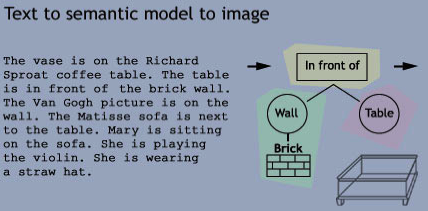 Text to semantic model to image
The vase is on the Richard
Sproat coffee table. The table
is in front of the brick wall.
The Van Gogh picture is on the
wall. The Matisse sofa is next
to the table. Mary is sitting
on the sofa. She is playing
the violin. She is wearing
a straw hat.
In front of
Wall
Table
Brick